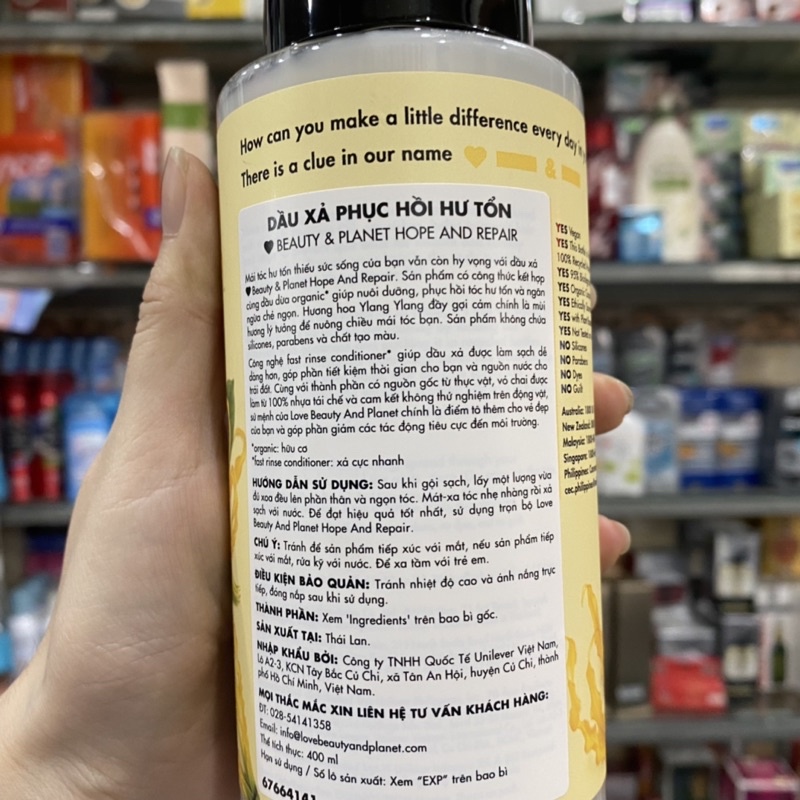 How can you make a little difference every day in
There is a clue in our name
&
DẦU XẢ PHỤC HỒI HƯ TỔN
BEAUTY & PLANET HOPE AND REPAIR
Mái tóc hư tổn thiếu sức sống của bạn vẫn còn hy vọng với dầu xả
Beauty & Planet Hope And Repair. Sản phẩm có công thức kết hợp
cùng dầu dừa organic* giúp nuôi dưỡng, phục hồi tóc hư tổn và ngăn
ngừa chẻ ngọn. Hương hoa Ylang Ylang đầy gợi cảm chính là mùi
hương lý tưởng để nuông chiều mái tóc bạn. Sản phẩm không chứa
silicones, parabens và chất tạo màu.
Công nghệ fast rinse conditioner* giúp dầu xả được làm sạch dễ
dàng hơn, góp phần tiết kiệm thời gian cho bạn và nguồn nước cho
trái đất. Cùng với thành phần có nguồn gốc từ thực vật, vỏ chai được
làm từ 100% nhựa tái chế và cam kết không thử nghiệm trên động vật,
sứ mệnh của Love Beauty And Planet chính là điểm tô thêm cho vẻ đẹp
của bạn và góp phần giảm các tác động tiêu cực đến môi trường.
*organic: hữu cơ
*fast rinse conditioner: xả cực nhanh
HƯỚNG DẪN SỬ DỤNG: Sau khi gội sạch, lấy một lượng vừa
đủ xoa đều lên phần thân và ngọn tóc. Mát-xa tóc nhẹ nhàng rồi xả
sạch với nước. Để đạt hiệu quả tốt nhất, sử dụng trọn bộ Love
Beauty And Planet Hope And Repair.
CHÚ Ý: Tránh để sản phẩm tiếp xúc với mắt, nếu sản phẩm tiếp
xúc với mắt, rửa kỹ với nước. Để xa tầm với trẻ em.
ĐIỀU KIỆN BẢO QUẢN: Tránh nhiệt độ cao và ánh nắng trực
tiếp, đóng nắp sau khi sử dụng.
THÀNH PHẦN: Xem 'Ingredients' trên bao bì gốc.
SẢN XUẤT TẠI: Thái Lan.
NHẬP KHẨU BỞI: Công ty TNHH Quốc Tế Unilever Việt Nam,
Lô A2-3, KCN Tây Bắc Củ Chi, xã Tân An Hội, huyện Củ Chi, thành
phố Hồ Chí Minh, Việt Nam.
MỌI THẮC MẮC XIN LIÊN HỆ TƯ VẤN KHÁCH HÀNG:
ĐT: 028-54141358
Email: info@lovebeautyandplanet.com
Thể tích thực: 400 ml
Hạn sử dụng / Số lô sản xuất: Xem "EXP" trên bao bì
67664141
YES Vegan
YES This Bottle
100% Recycled
YES 95%
YES Organic
YES Ethically
YES with Plant
YES Not Tested
NO Silicones
NO Parabens
NO Dyes
NO Guilt
Australia: 1800
New Zealand:
Malaysia: 1800
Singapore: 1800
Philippines:
cec.philippines